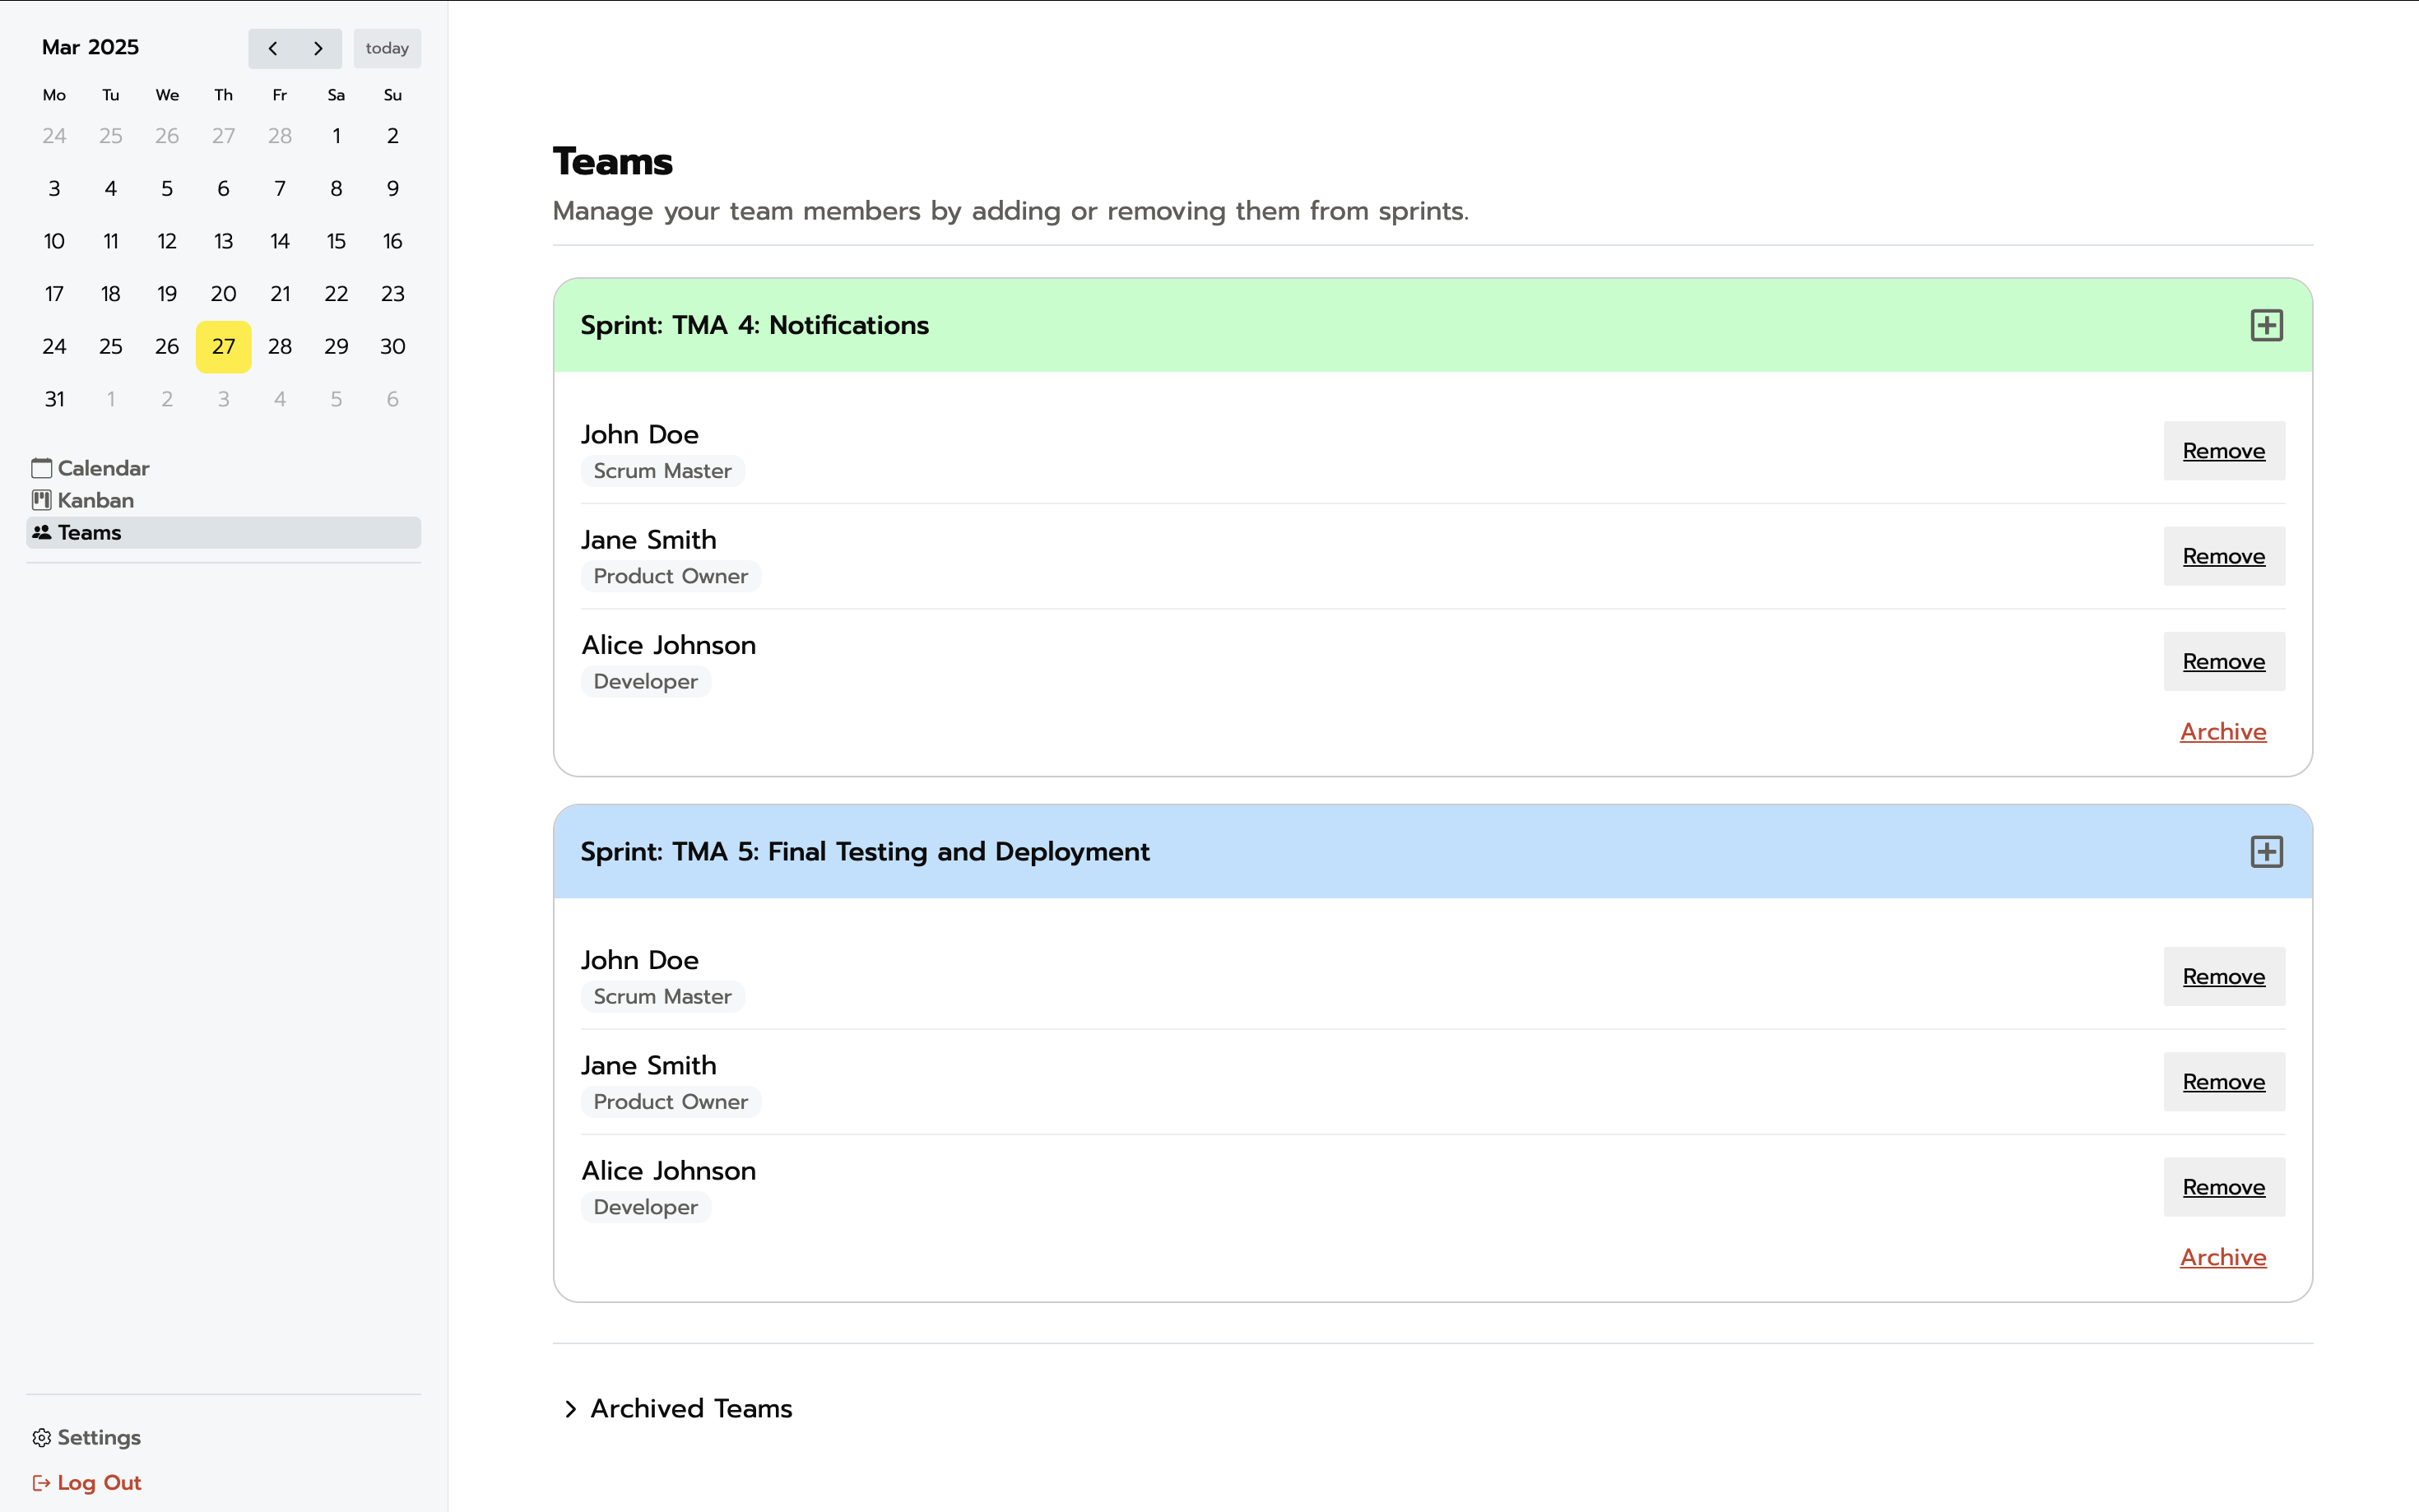 Mar 2025 today
Mo Tu We Th Fr Sa Su
24 25 26 27 28 1 2
3 4 5 6 7 8 9
10 11 12 13 14 15 16
17 18 19 20 21 22 23
24 25 26 27 28 29 30
31 1 2 3 4 5 6
Calendar
Kanban
Teams
Settings
Log Out
Teams
Manage your team members by adding or removing them from sprints.
Sprint: TMA 4: Notifications
John Doe
Scrum Master
Remove
Jane Smith
Product Owner
Remove
Alice Johnson
Developer
Remove
Archive
Sprint: TMA 5: Final Testing and Deployment
John Doe
Scrum Master
Remove
Jane Smith
Product Owner
Remove
Alice Johnson
Developer
Remove
Archive
Archived Teams